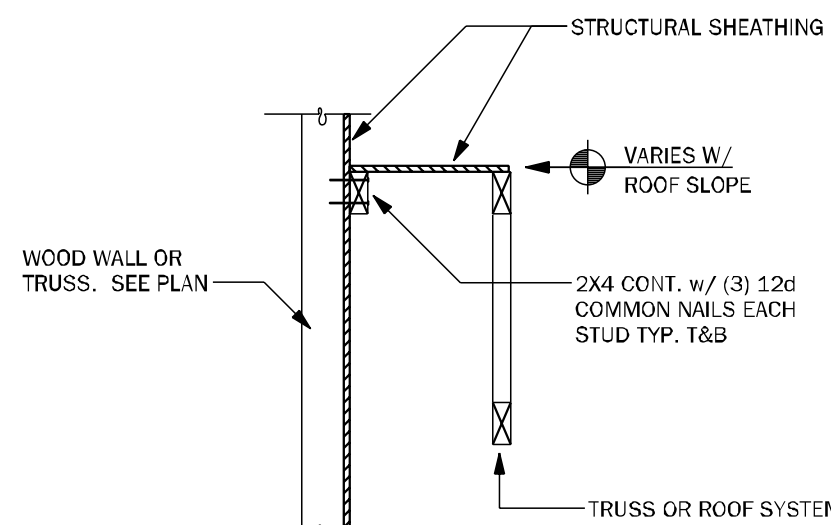 STRUCTURAL SHEATHING
VARIES W/
ROOF SLOPE
WOOD WALL OR
TRUSS. SEE PLAN
2X4 CONT. w/ (3) 12d
COMMON NAILS EACH
STUD TYP. T&B
TRUSS OR ROOF SYSTEM